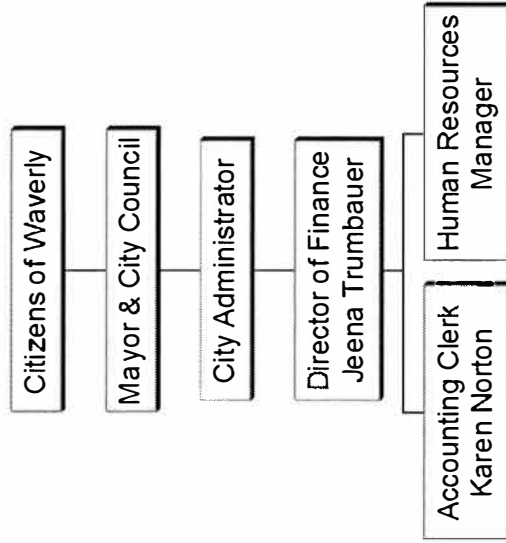 Citizens of Waverly
Mayor & City Council
City Administrator
Director of Finance
Jeena Trumbauer
Accounting Clerk
Karen Norton
Human Resources
Manager